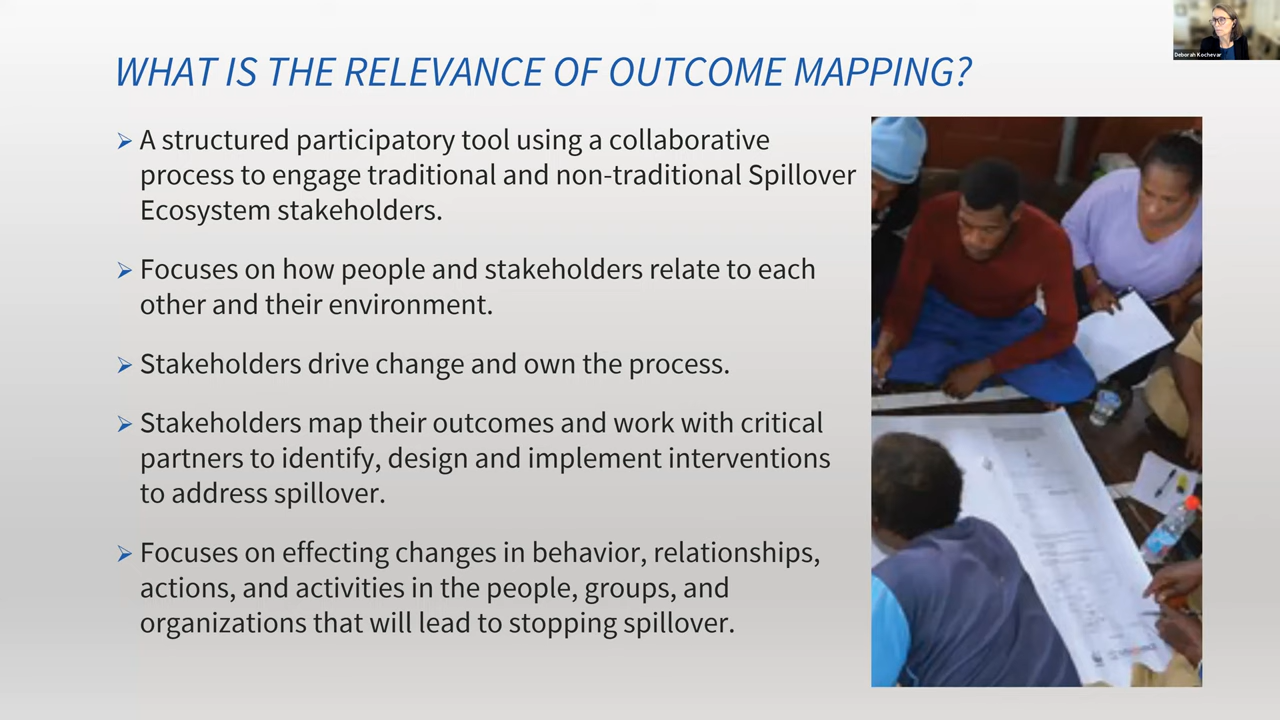 Deborah Kochevar
WHAT IS THE RELEVANCE OF OUTCOME MAPPING?
A structured participatory tool using a collaborative
process to engage traditional and non-traditional Spillover
Ecosystem stakeholders.
Focuses on how people and stakeholders relate to each
other and their environment.
Stakeholders drive change and own the process.
Stakeholders map their outcomes and work with critical
partners to identify, design and implement interventions
to address spillover.
Focuses on effecting changes in behavior, relationships,
actions, and activities in the people, groups, and
organizations that will lead to stopping spillover.